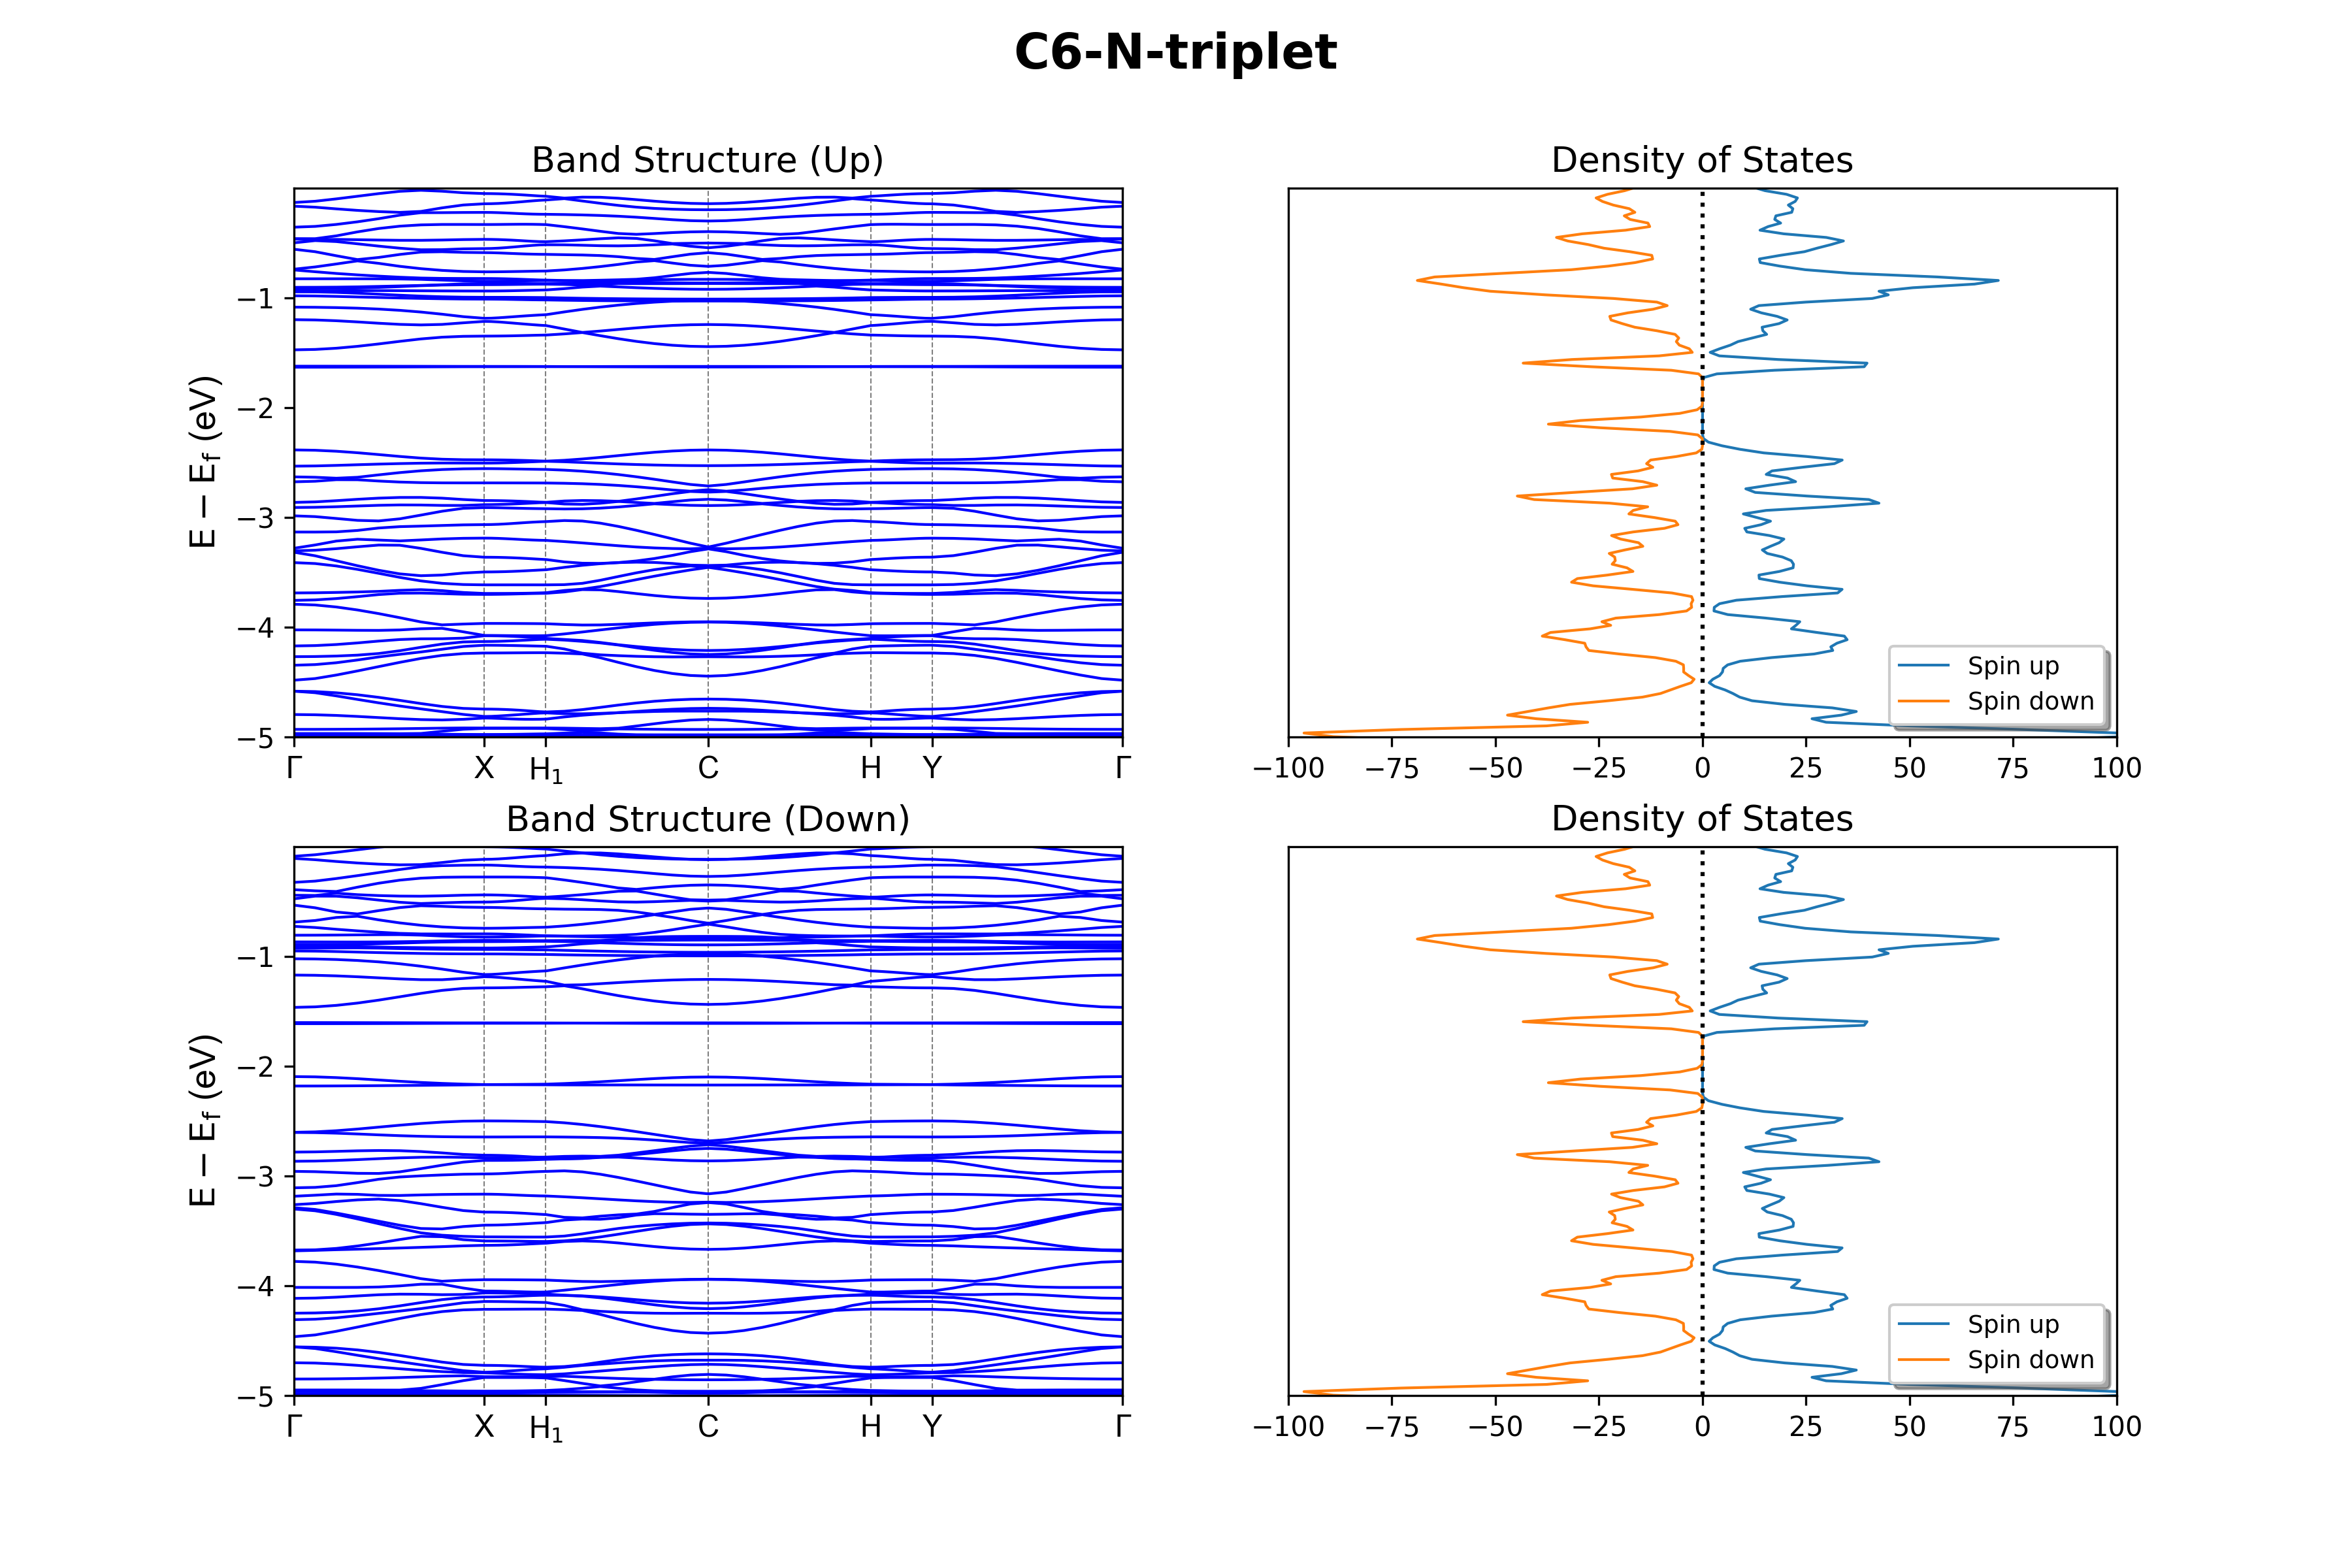 C6-N-triplet
Band Structure (Up)
E − E_f (eV)
−1
−2
−3
−4
−5
Γ X H₁ C H Y Γ
Density of States
Spin up
Spin down
−100 −75 −50 −25 0 25 50 75 100
Band Structure (Down)
E − E_f (eV)
−1
−2
−3
−4
−5
Γ X H₁ C H Y Γ
Density of States
Spin up
Spin down
−100 −75 −50 −25 0 25 50 75 100